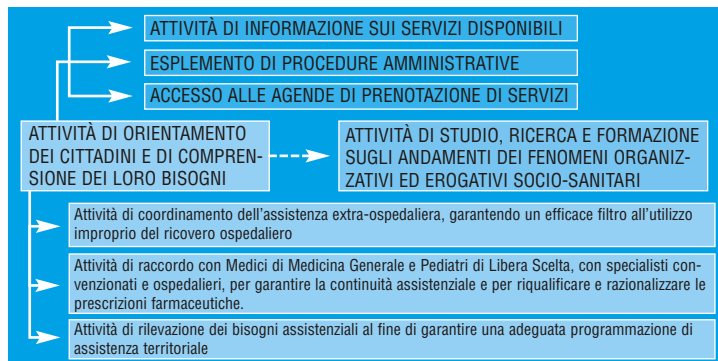 ATTIVITÀ DI INFORMAZIONE SUI SERVIZI DISPONIBILI
ESPLEMENTO DI PROCEDURE AMMINISTRATIVE
ACCESSO ALLE AGENDE DI PRENOTAZIONE DI SERVIZI
ATTIVITÀ DI ORIENTAMENTO
DEI CITTADINI E DI COMPREN-
SIONE DEI LORO BISOGNI
ATTIVITÀ DI STUDIO, RICERCA E FORMAZIONE
SUGLI ANDAMENTI DEI FENOMENI ORGANIZ-
ZATIVI ED EROGATIVI SOCIO-SANITARI
Attività di coordinamento dell'assistenza extra-ospedaliera, garantendo un efficace filtro all'utilizzo
improprio del ricovero ospedaliero
Attività di raccordo con Medici di Medicina Generale e Pediatri di Libera Scelta, con specialisti con-
venzionati e ospedalieri, per garantire la continuità assistenziale e per riqualificare e razionalizzare le
prescrizioni farmaceutiche.
Attività di rilevazione dei bisogni assistenziali al fine di garantire una adeguata programmazione di
assistenza territoriale